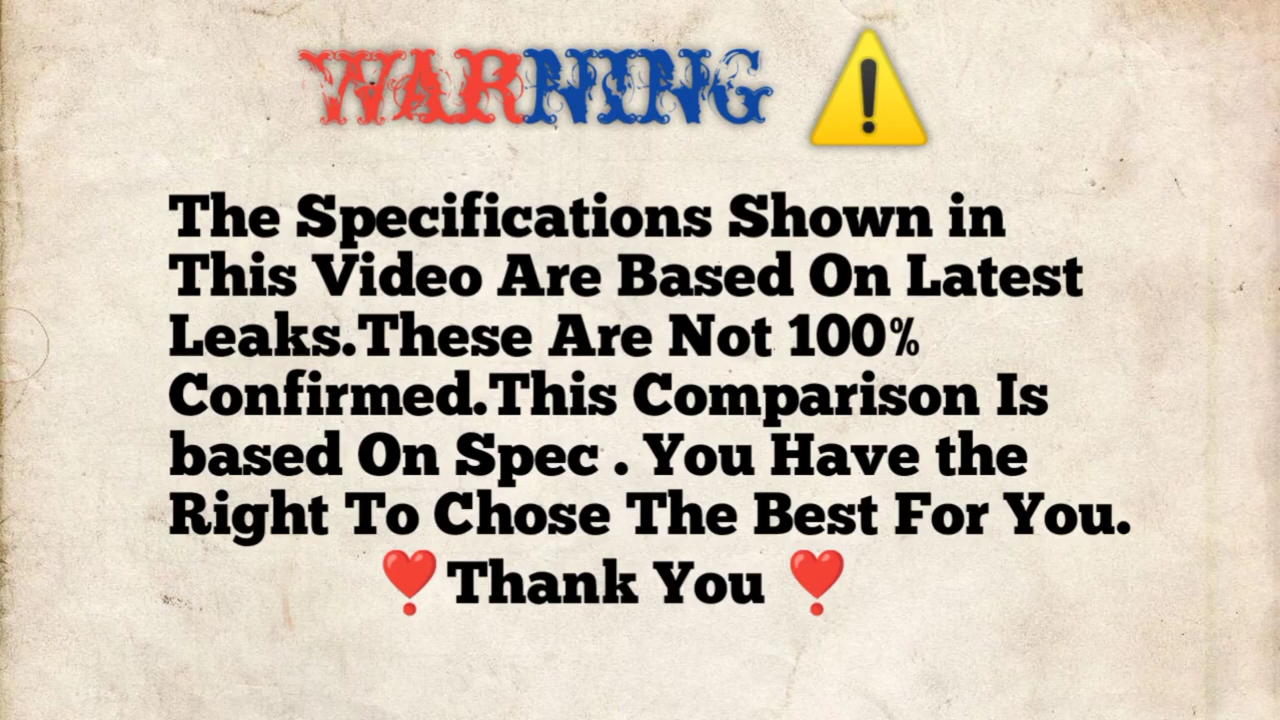 WARNING ⚠️
The Specifications Shown in
This Video Are Based On Latest
Leaks.These Are Not 100%
Confirmed.This Comparison Is
based On Spec . You Have the
Right To Chose The Best For You.
❣️Thank You ❣️